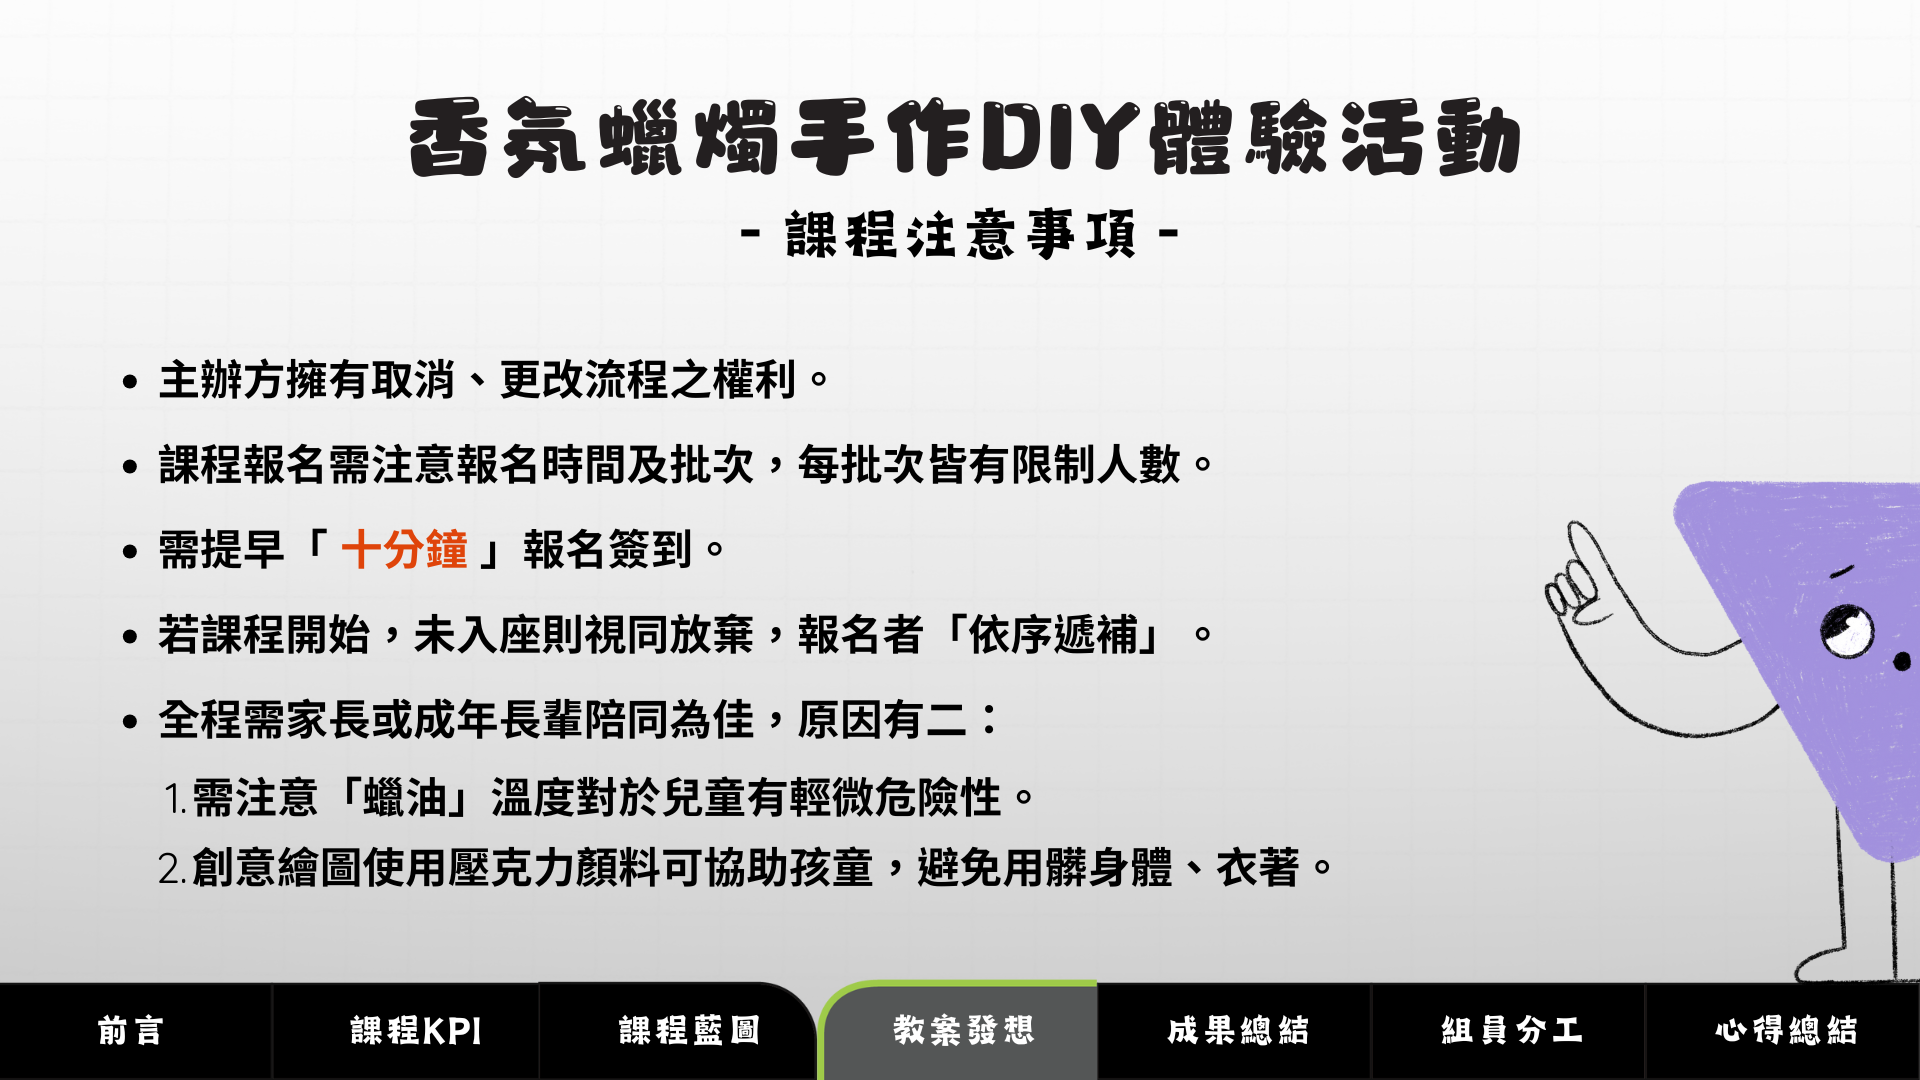 香氛蠟燭手作DIY體驗活動
- 課程注意事項 -
• 主辦方擁有取消、更改流程之權利。
• 課程報名需注意報名時間及批次，每批次皆有限制人數。
• 需提早「 十分鐘 」報名簽到。
• 若課程開始，未入座則視同放棄，報名者「依序遞補」 。
• 全程需家長或成年長輩陪同為佳，原因有二：
1. 需注意「蠟油」溫度對於兒童有輕微危險性。
2. 創意繪圖使用壓克力顏料可協助孩童，避免用髒身體、衣著。
前言 課程KPI 課程藍圖 教案發想 成果總結 組員分工 心得總結